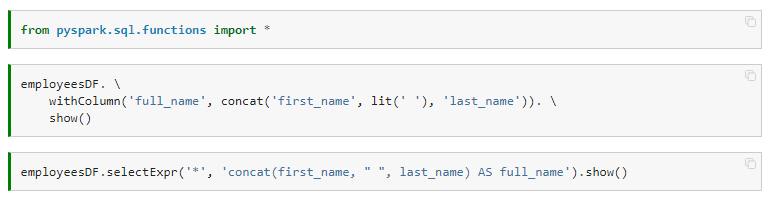 from pyspark.sql.functions import *
employeesDF. \
    withColumn('full_name', concat('first_name', lit(' '), 'last_name')). \
    show()
employeesDF.selectExpr('*', 'concat(first_name, " ", last_name) AS full_name').show()